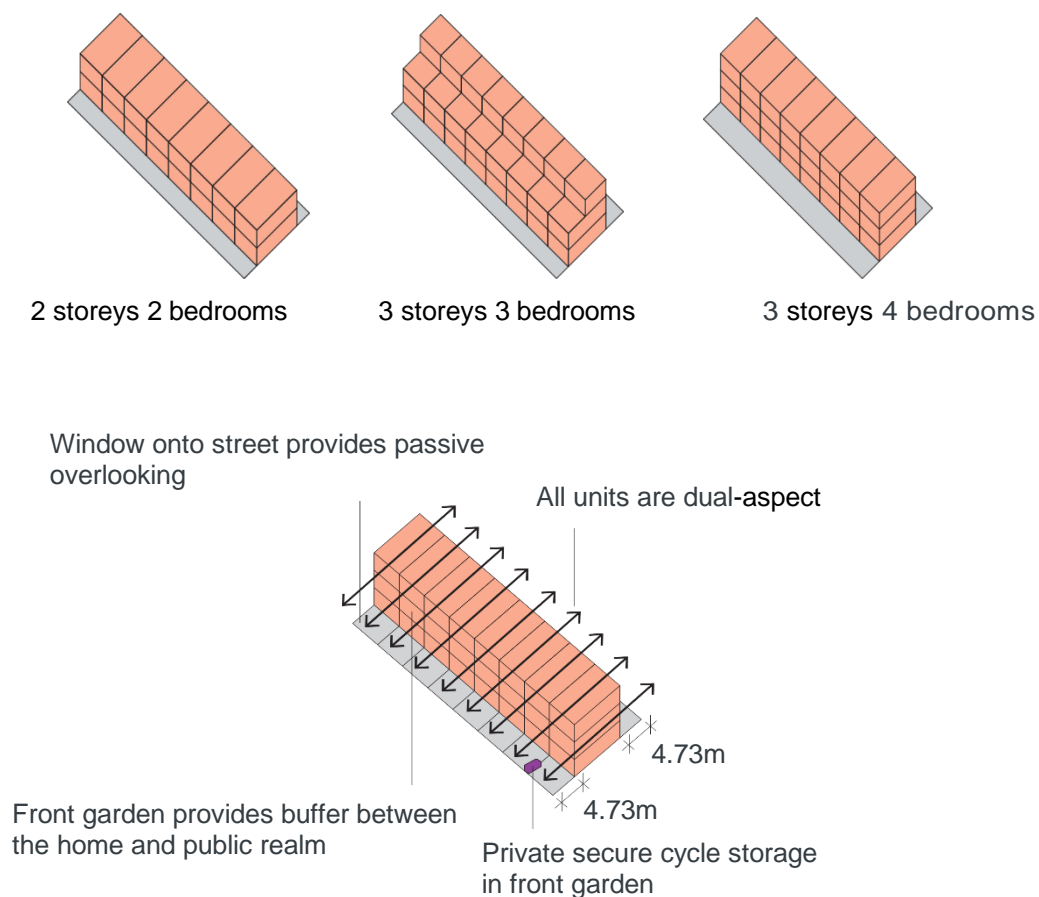 2 storeys 2 bedrooms
3 storeys 3 bedrooms
3 storeys 4 bedrooms
Window onto street provides passive
overlooking
All units are dual-aspect
4.73m
4.73m
Front garden provides buffer between
the home and public realm
Private secure cycle storage
in front garden